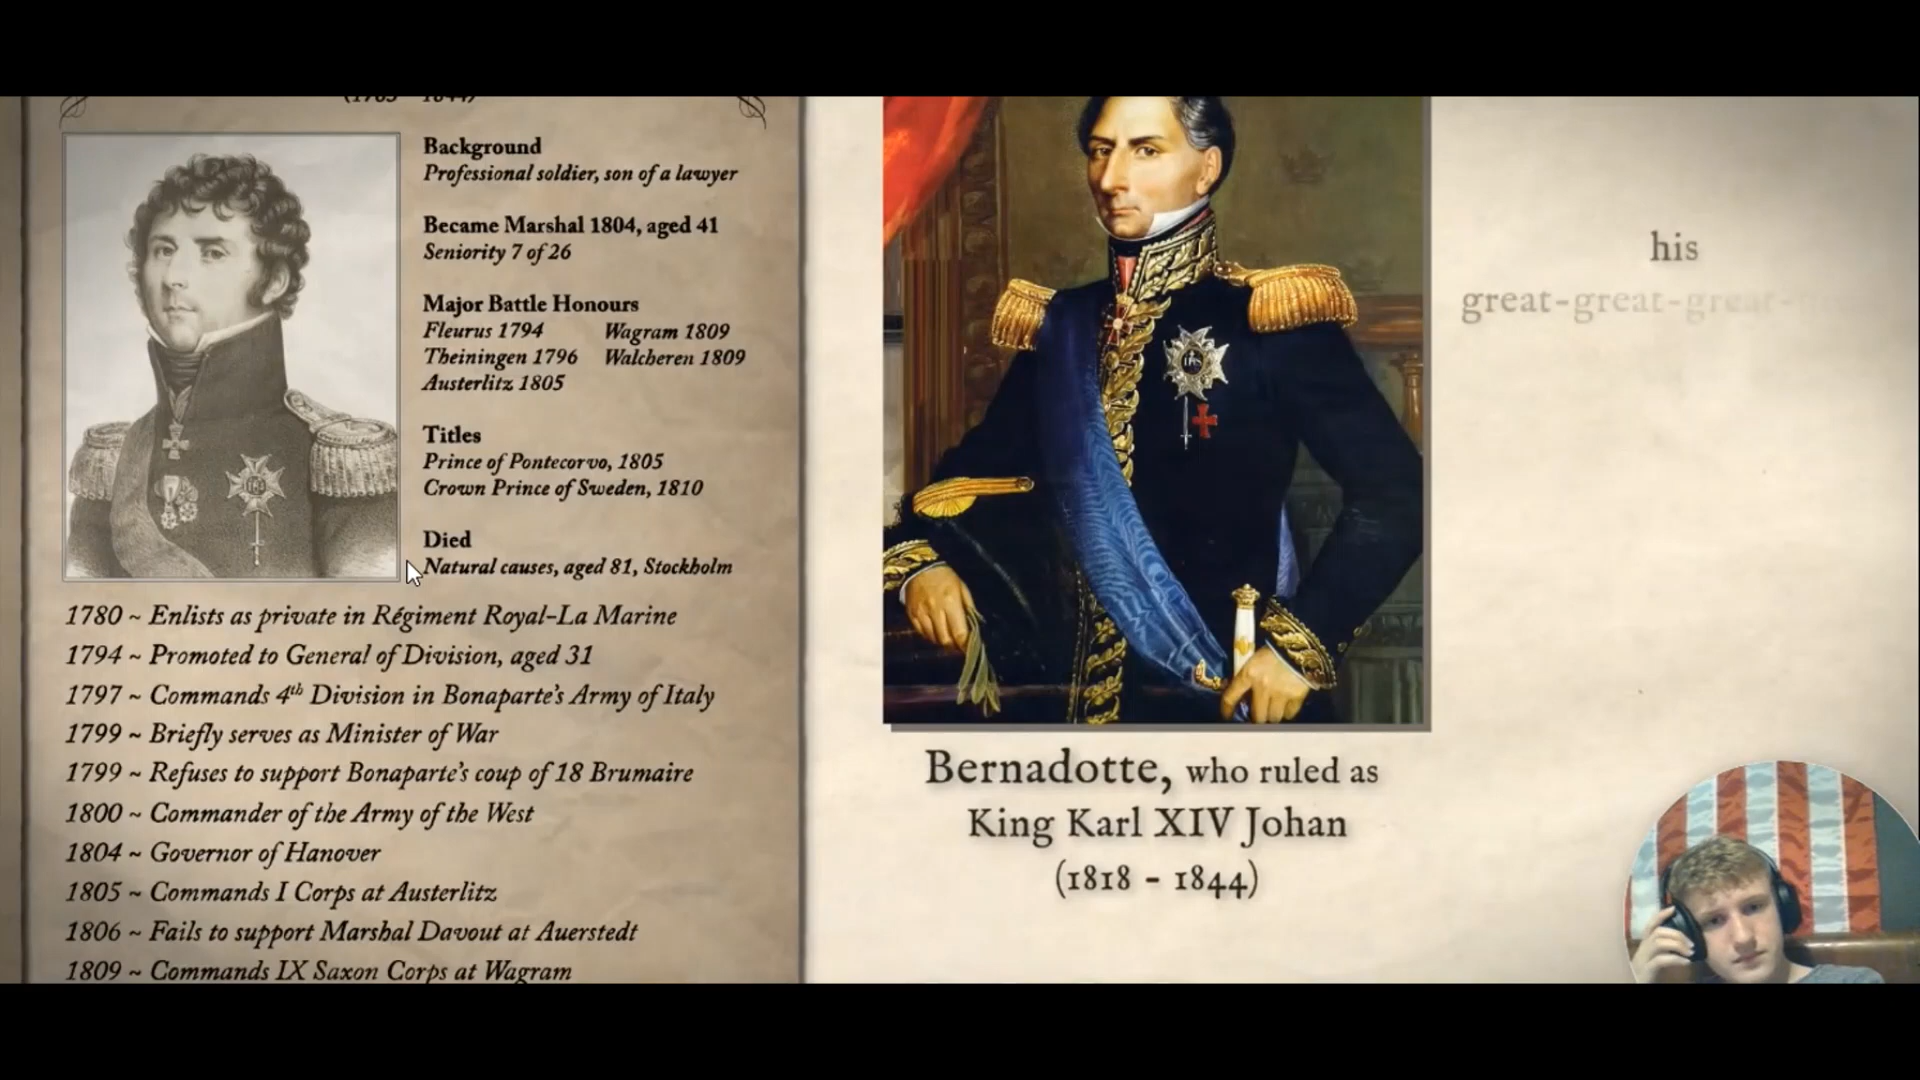 Background
Professional soldier, son of a lawyer
Became Marshal 1804, aged 41
Seniority 7 of 26
Major Battle Honours
Fleurus 1794 Wagram 1809
Theiningen 1796 Walcheren 1809
Austerlitz 1805
Titles
Prince of Pontecorvo, 1805
Crown Prince of Sweden, 1810
Died
Natural causes, aged 81, Stockholm
1780 ~ Enlists as private in Régiment Royal-La Marine
1794 ~ Promoted to General of Division, aged 31
1797 ~ Commands 4th Division in Bonaparte's Army of Italy
1799 ~ Briefly serves as Minister of War
1799 ~ Refuses to support Bonaparte's coup of 18 Brumaire
1800 ~ Commander of the Army of the West
1804 ~ Governor of Hanover
1805 ~ Commands I Corps at Austerlitz
1806 ~ Fails to support Marshal Davout at Auerstedt
1809 ~ Commands IX Saxon Corps at Wagram
Bernadotte, who ruled as
King Karl XIV Johan
(1818 - 1844)
his
great-great-great-